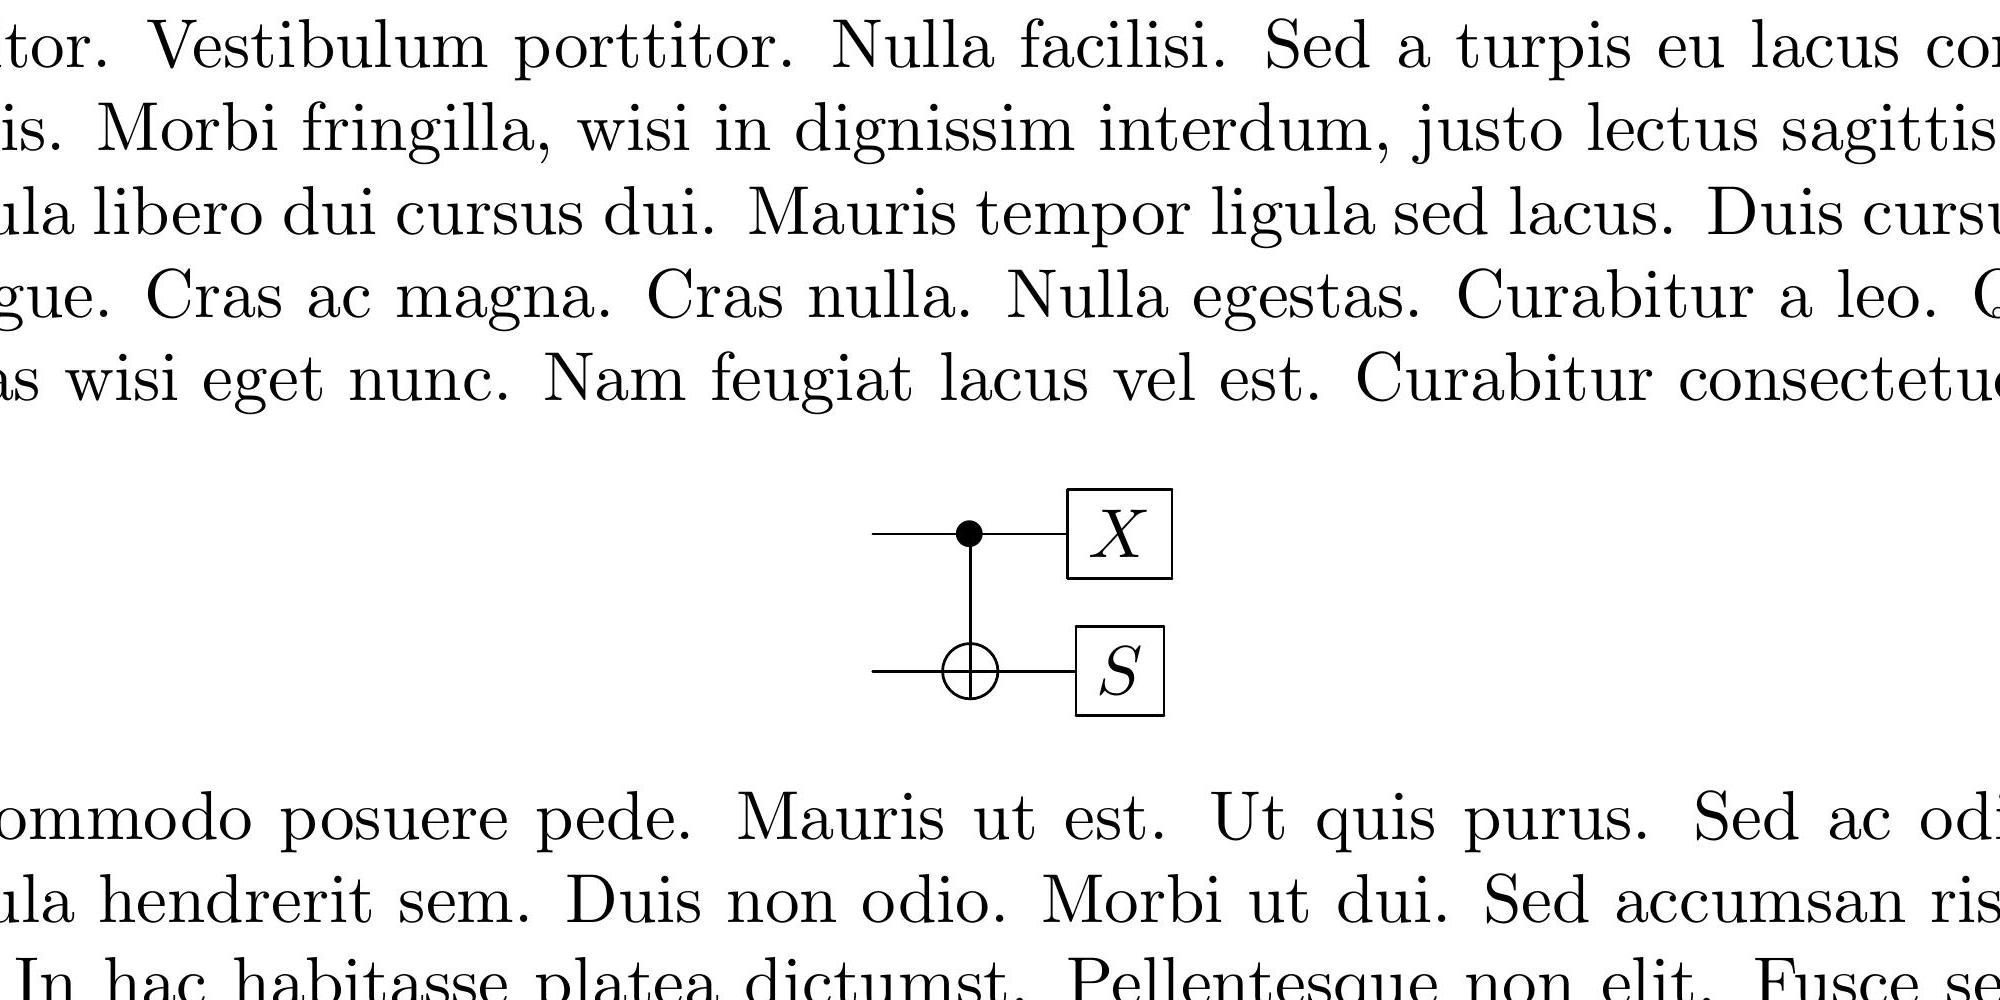 tor. Vestibulum porttitor. Nulla facilisi. Sed a turpis eu lacus co
is. Morbi fringilla, wisi in dignissim interdum, justo lectus sagittis
ula libero dui cursus dui. Mauris tempor ligula sed lacus. Duis cursu
gue. Cras ac magna. Cras nulla. Nulla egestas. Curabitur a leo. Q
as wisi eget nunc. Nam feugiat lacus vel est. Curabitur consectetue
X
S
ommodo posuere pede. Mauris ut est. Ut quis purus. Sed ac odi
ula hendrerit sem. Duis non odio. Morbi ut dui. Sed accumsan ris
In hac habitasse platea dictumst. Pellentesque non elit. Fusce se